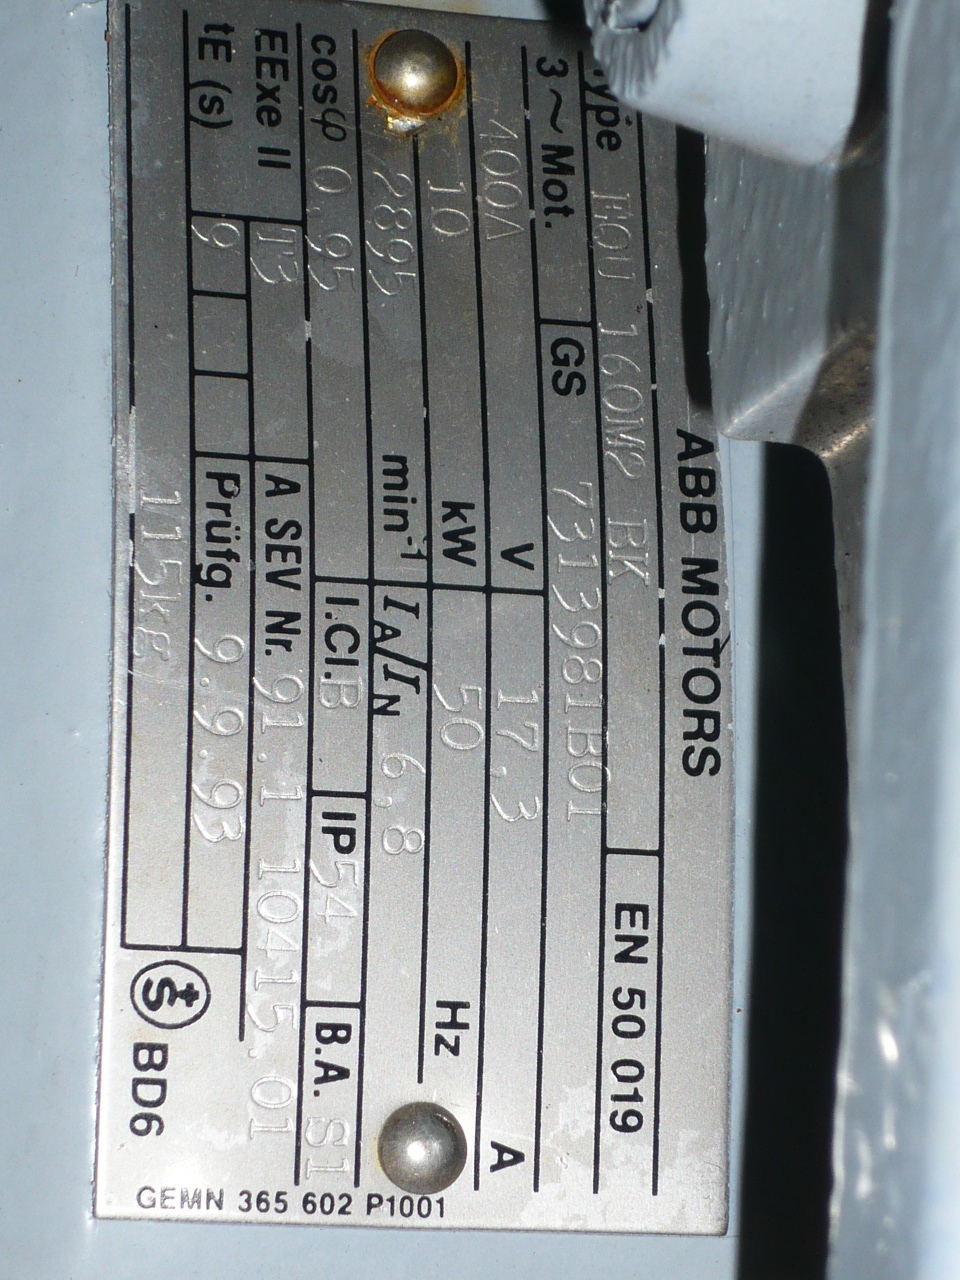 ABB MOTORS
Type EQU 160M2 BK EN 50 019
3~Mot. GS 7313981B01
400Δ V 17,3 A
10 kW 50 Hz
2895 min⁻¹ IA/IN 6,8
cosφ 0,95 I.Cl.B IP54 B.A. S1
EExe II T3 A SEV Nr. 91.1 10415.01
tE (s) 9 Prüfg. 9.9.93
115kg +S BD6
GEMN 365 602 P1001